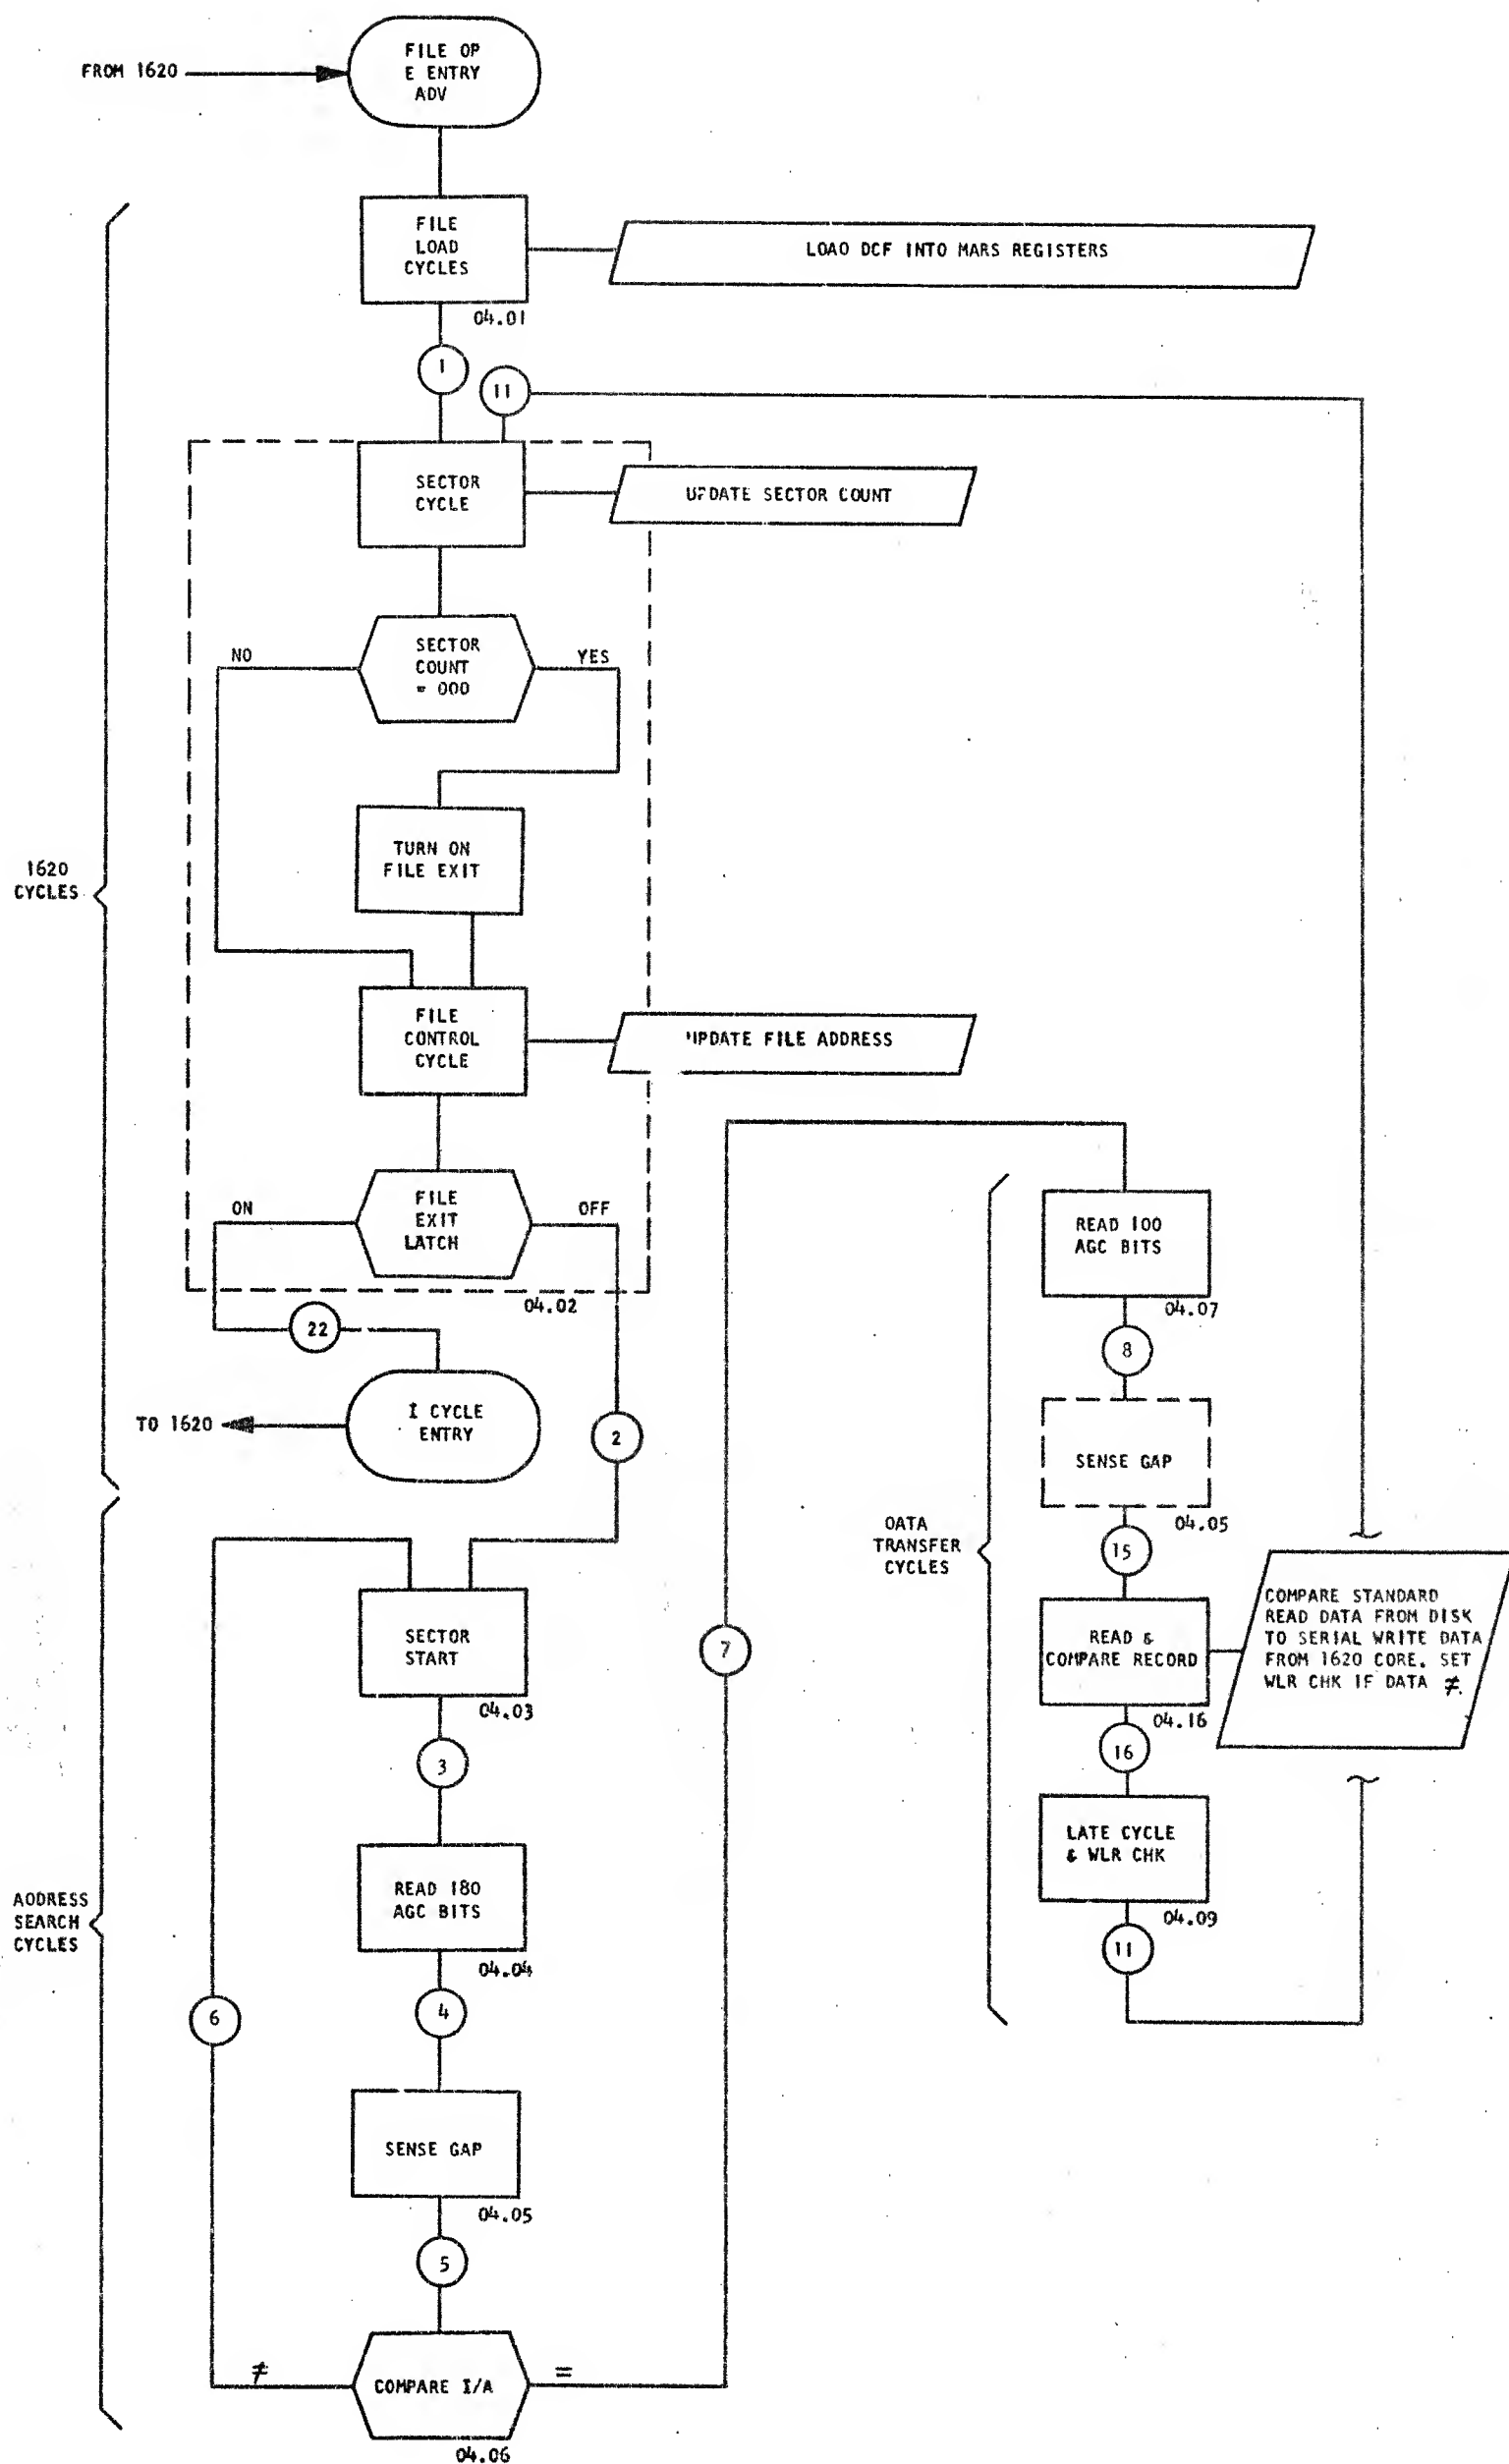 FILE OP
E ENTRY
ADV
FROM 1620
FILE
LOAD
CYCLES
LOAO DCF INTO MARS REGISTERS
04.01
1
11
SECTOR
CYCLE
UPDATE SECTOR COUNT
SECTOR
COUNT
= 000
NO
YES
TURN ON
FILE EXIT
1620
CYCLES
FILE
CONTROL
CYCLE
UPDATE FILE ADDRESS
FILE
EXIT
LATCH
ON
OFF
04.02
22
I CYCLE
ENTRY
TO 1620
2
SECTOR
START
04.03
3
READ 180
AGC BITS
04.04
4
6
SENSE GAP
04.05
5
AODRESS
SEARCH
CYCLES
COMPARE I/A
≠
=
04.06
7
READ 100
AGC BITS
04.07
8
SENSE GAP
04.05
15
OATA
TRANSFER
CYCLES
READ &
COMPARE RECORD
04.16
COMPARE STANDARD
READ DATA FROM DISK
TO SERIAL WRITE DATA
FROM 1620 CORE. SET
WLR CHK IF DATA ≠.
16
LATE CYCLE
& WLR CHK
04.09
11